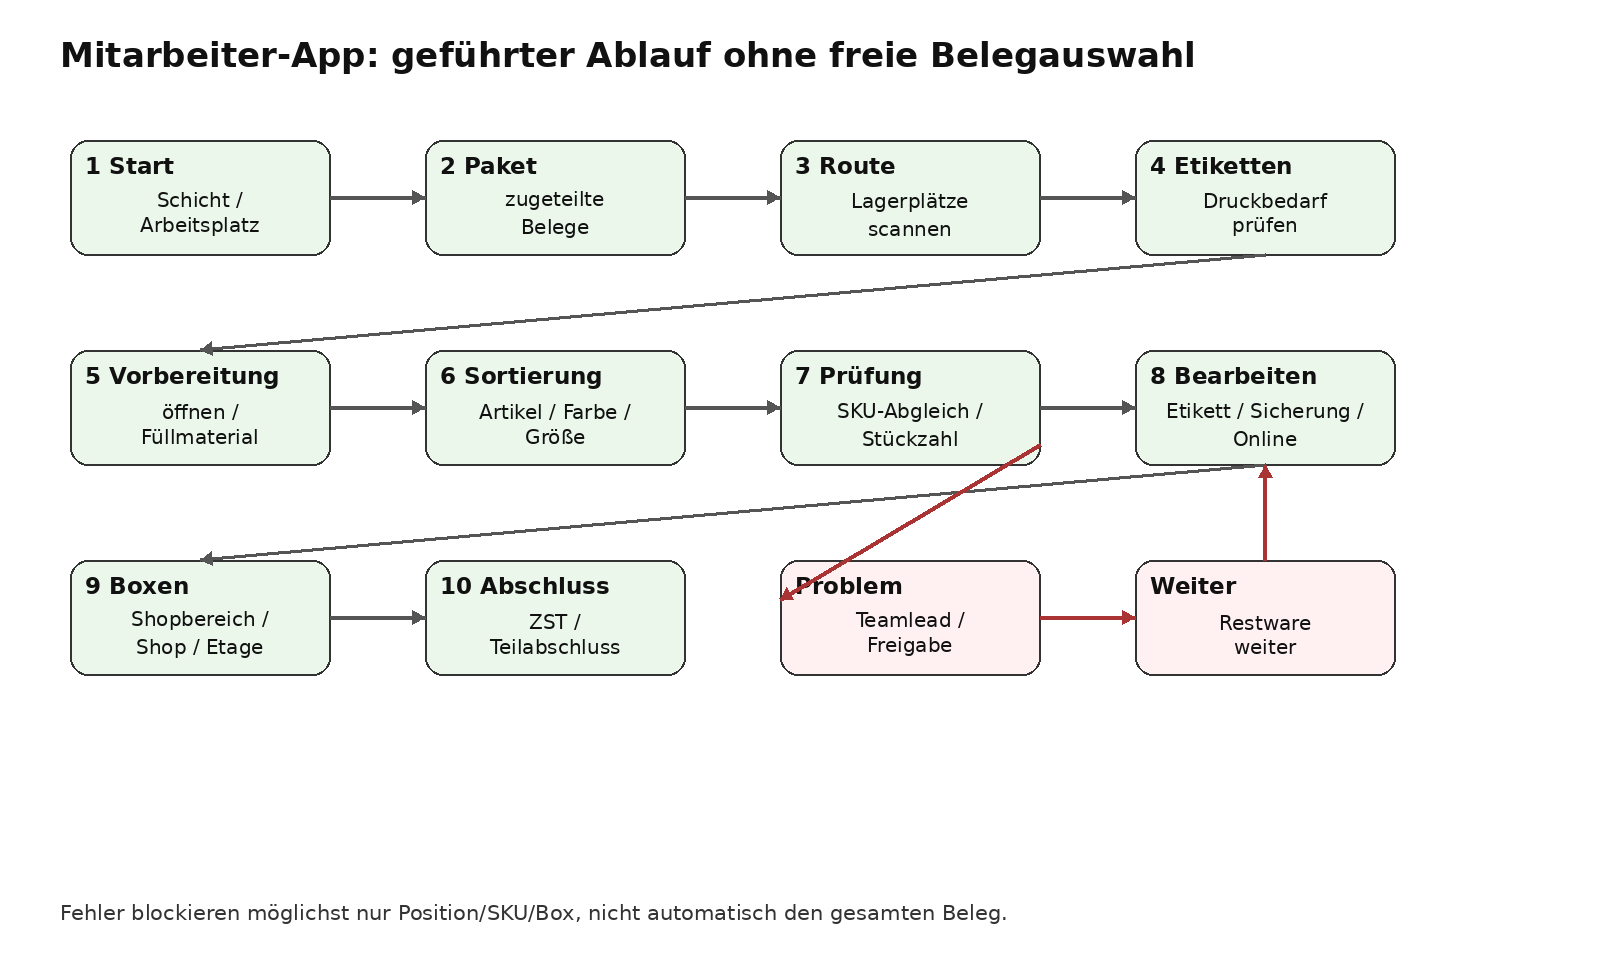 Mitarbeiter-App: geführter Ablauf ohne freie Belegauswahl
1 Start
Schicht /
Arbeitsplatz
2 Paket
zugeteilte
Belege
3 Route
Lagerplätze
scannen
4 Etiketten
Druckbedarf
prüfen
5 Vorbereitung
öffnen /
Füllmaterial
6 Sortierung
Artikel / Farbe /
Größe
7 Prüfung
SKU-Abgleich /
Stückzahl
8 Bearbeiten
Etikett / Sicherung /
Online
9 Boxen
Shopbereich /
Shop / Etage
10 Abschluss
ZST /
Teilabschluss
Problem
Teamlead /
Freigabe
Weiter
Restware
weiter
Fehler blockieren möglichst nur Position/SKU/Box, nicht automatisch den gesamten Beleg.